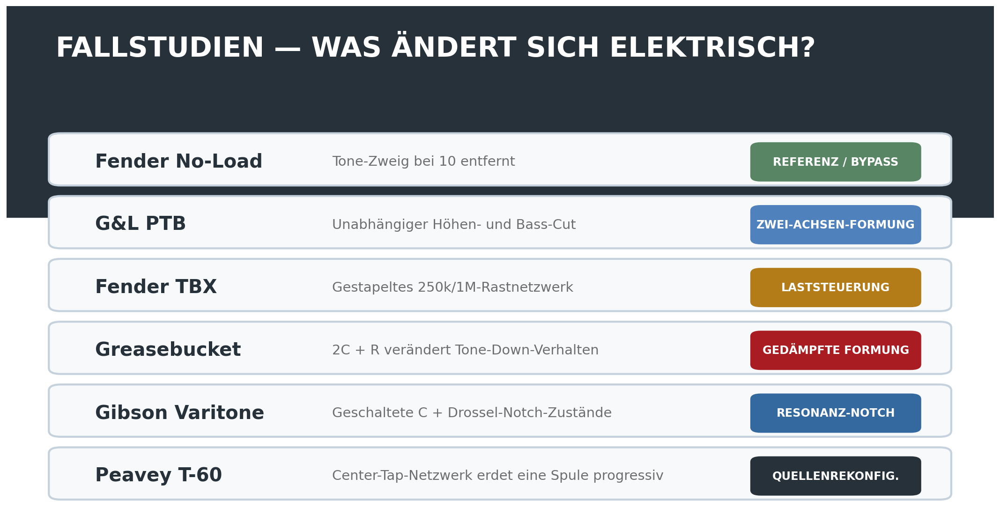 FALLSTUDIEN — WAS ÄNDERT SICH ELEKTRISCH?
Fender No-Load
Tone-Zweig bei 10 entfernt
REFERENZ / BYPASS
G&L PTB
Unabhängiger Höhen- und Bass-Cut
ZWEI-ACHSEN-FORMUNG
Fender TBX
Gestapeltes 250k/1M-Rastnetzwerk
LASTSTEUERUNG
Greasebucket
2C + R verändert Tone-Down-Verhalten
GEDÄMPFTE FORMUNG
Gibson Varitone
Geschaltete C + Drossel-Notch-Zustände
RESONANZ-NOTCH
Peavey T-60
Center-Tap-Netzwerk erdet eine Spule progressiv
QUELLENREKONFIG.